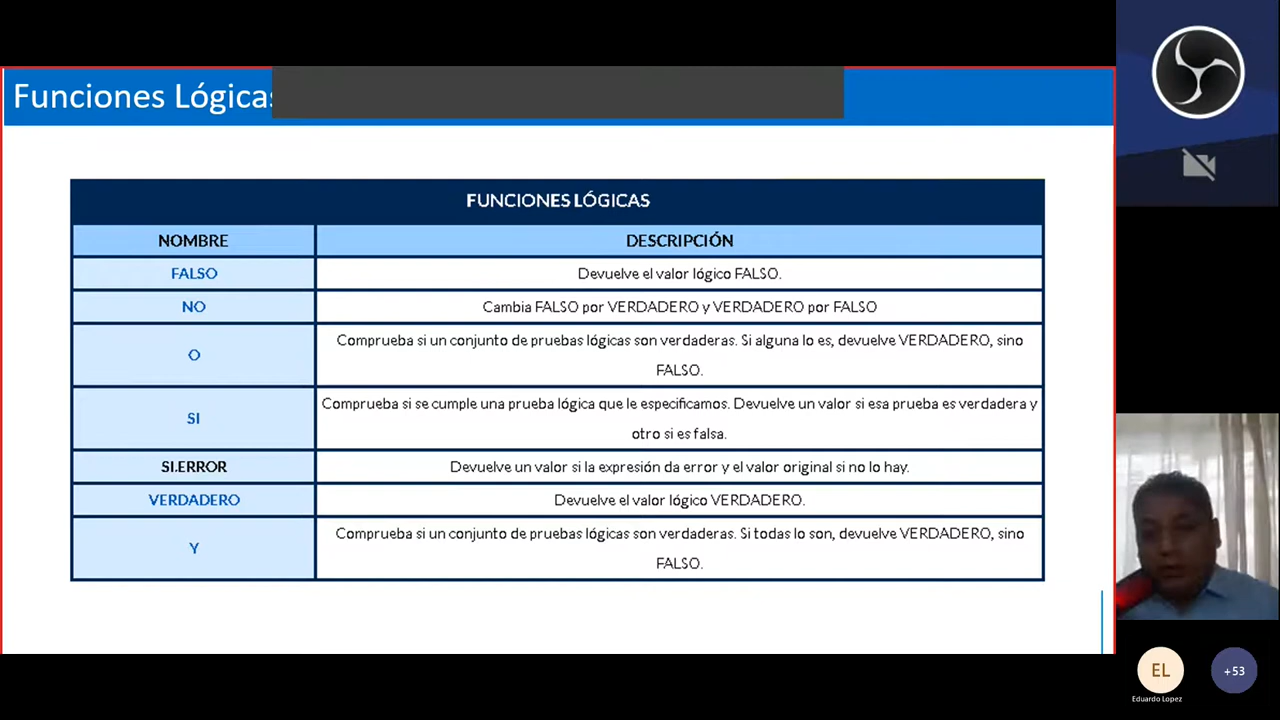 Funciones Lógicas
FUNCIONES LÓGICAS
NOMBRE
DESCRIPCIÓN
FALSO
Devuelve el valor lógico FALSO.
NO
Cambia FALSO por VERDADERO y VERDADERO por FALSO
O
Comprueba si un conjunto de pruebas lógicas son verdaderas. Si alguna lo es, devuelve VERDADERO, sino
FALSO.
SI
Comprueba si se cumple una prueba lógica que le especificamos. Devuelve un valor si esa prueba es verdadera y
otro si es falsa.
SI.ERROR
Devuelve un valor si la expresión da error y el valor original si no lo hay.
VERDADERO
Devuelve el valor lógico VERDADERO.
Y
Comprueba si un conjunto de pruebas lógicas son verdaderas. Si todas lo son, devuelve VERDADERO, sino
FALSO.
EL
+53
Eduardo Lopez